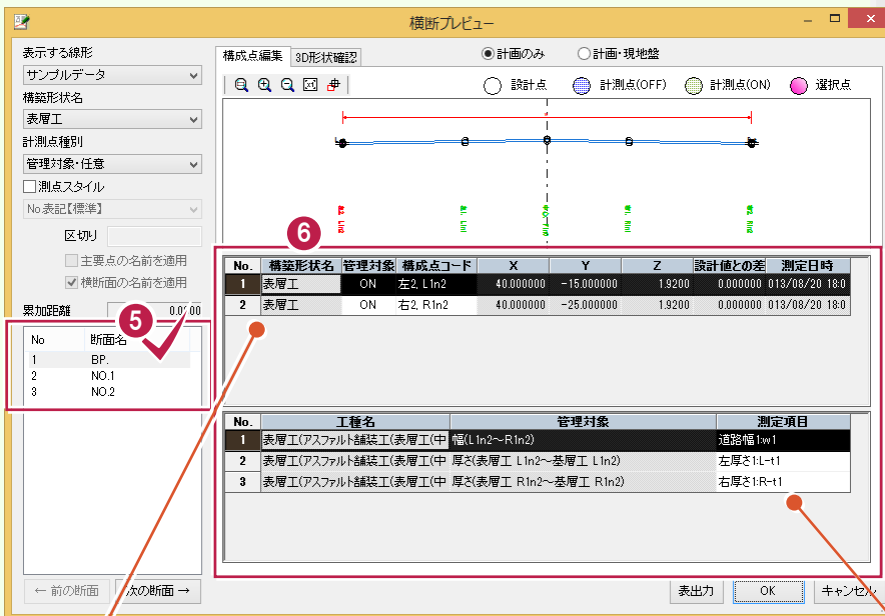 横断プレビュー
表示する線形
サンプルデータ
構築形状名
表層工
計測点種別
管理対象・任意
測点スタイル
No.表記【標準】
区切り
主要点の名前を適用
横断面の名前を適用
累加距離
5
No 断面名
1 BP.
2 NO.1
3 NO.2
← 前の断面 次の断面 →
構成点編集 3D形状確認 計画のみ 計画・現地盤
設計点 計測点(OFF) 計測点(ON) 選択点
6
No. 構築形状名 管理対象 構成点コード X Y Z 設計値との差 測定日時
1 表層工 ON 左2, L1n2 40.000000 -15.000000 1.9200 0.000000 013/08/20 18:0
2 表層工 ON 右2, R1n2 40.000000 -25.000000 1.9200 0.000000 013/08/20 18:0
No. 工種名 管理対象 測定項目
1 表層工(アスファルト舗装工(表層工(中 幅(L1n2~R1n2) 道路幅1:w1
2 表層工(アスファルト舗装工(表層工(中 厚さ(表層工 L1n2~基層工 L1n2) 左厚さ1:L-t1
3 表層工(アスファルト舗装工(表層工(中 厚さ(表層工 R1n2~基層工 R1n2) 右厚さ1:R-t1
表出力 OK キャンセル